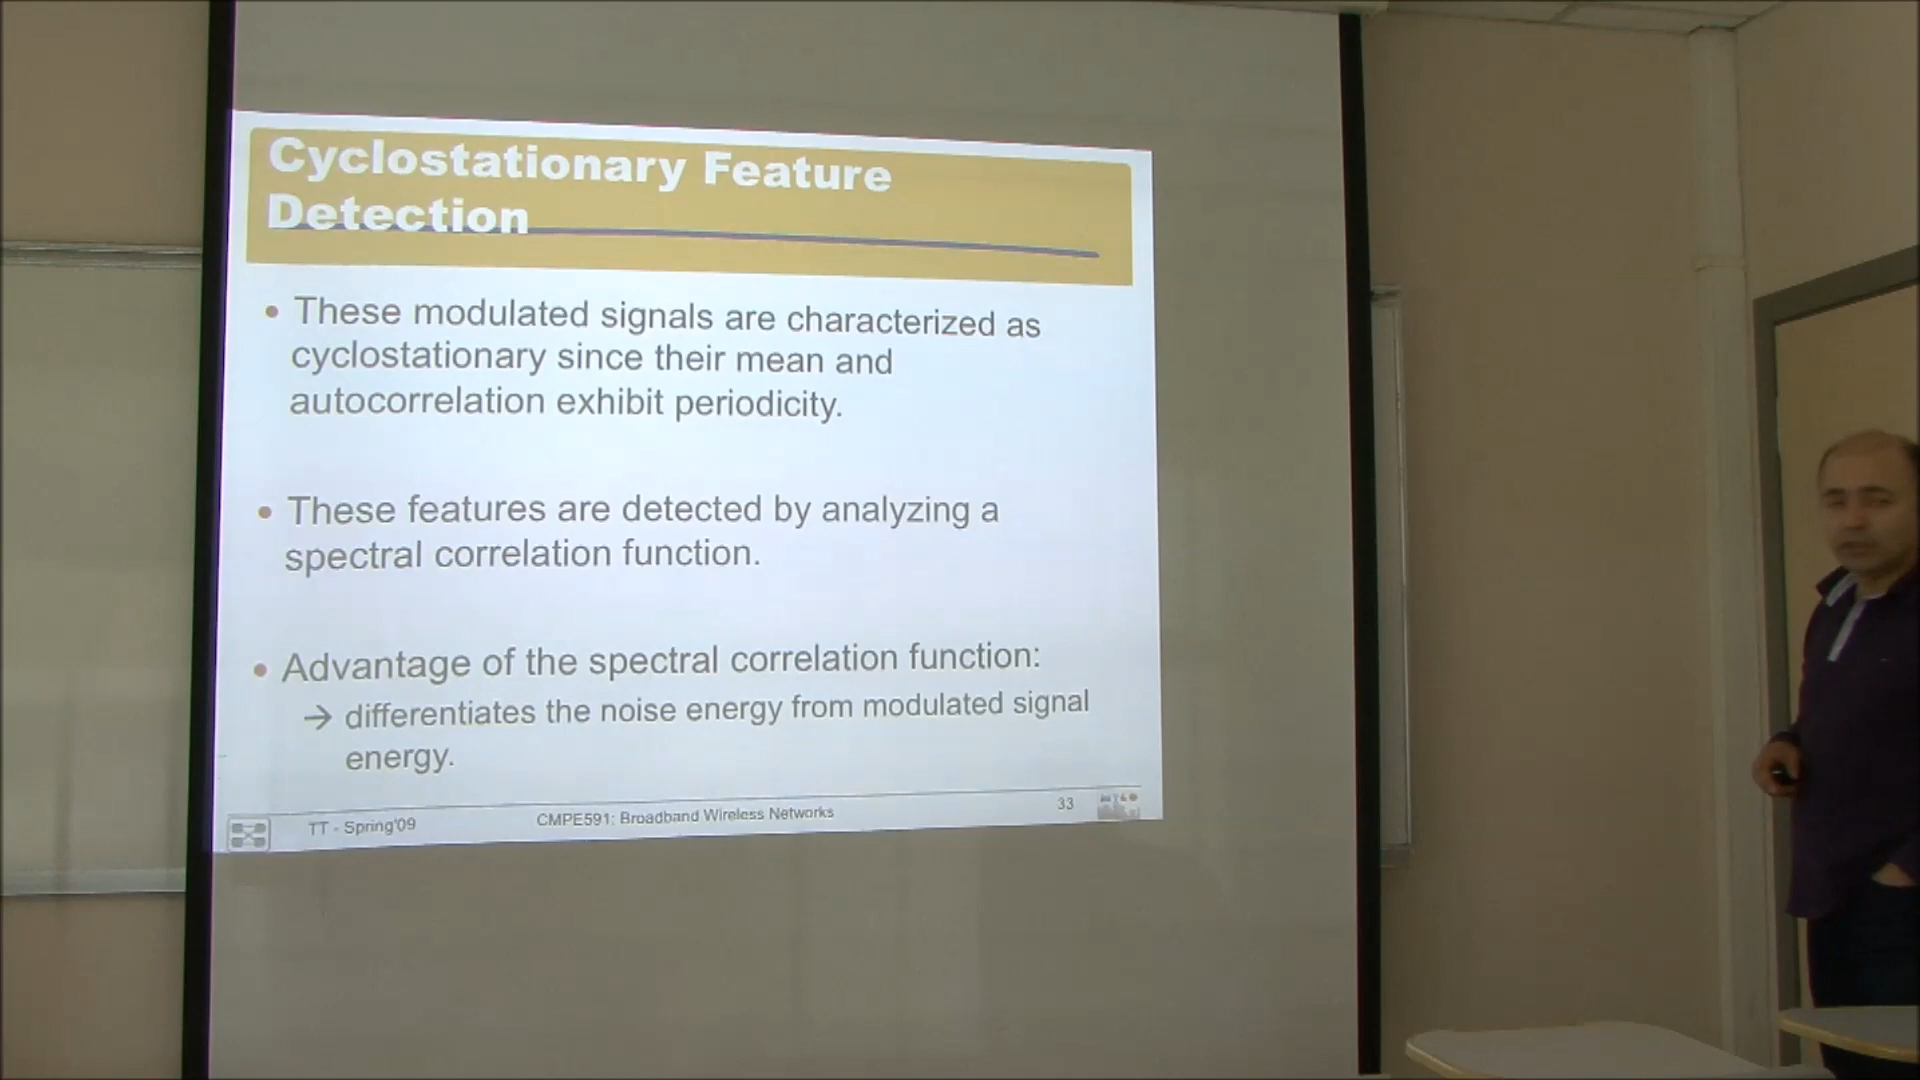 Cyclostationary Feature
Detection
• These modulated signals are characterized as
cyclostationary since their mean and
autocorrelation exhibit periodicity.
• These features are detected by analyzing a
spectral correlation function.
• Advantage of the spectral correlation function:
→ differentiates the noise energy from modulated signal
energy.
TT - Spring'09 CMPE591: Broadband Wireless Networks 33